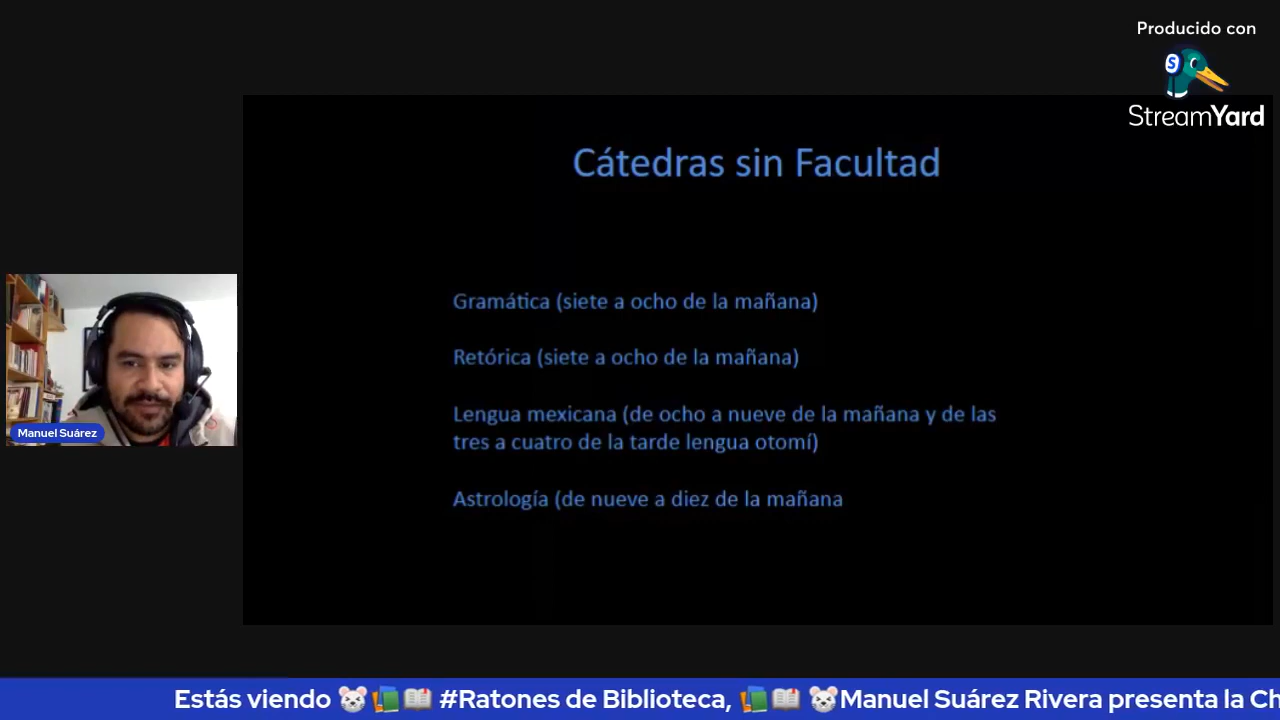 Producido con
StreamYard
Cátedras sin Facultad
Gramática (siete a ocho de la mañana)
Retórica (siete a ocho de la mañana)
Lengua mexicana (de ocho a nueve de la mañana y de las
tres a cuatro de la tarde lengua otomí)
Astrología (de nueve a diez de la mañana
Manuel Suárez
Estás viendo 🐭📚📖 #Ratones de Biblioteca, 📚📖 🐭Manuel Suárez Rivera presenta la Ch